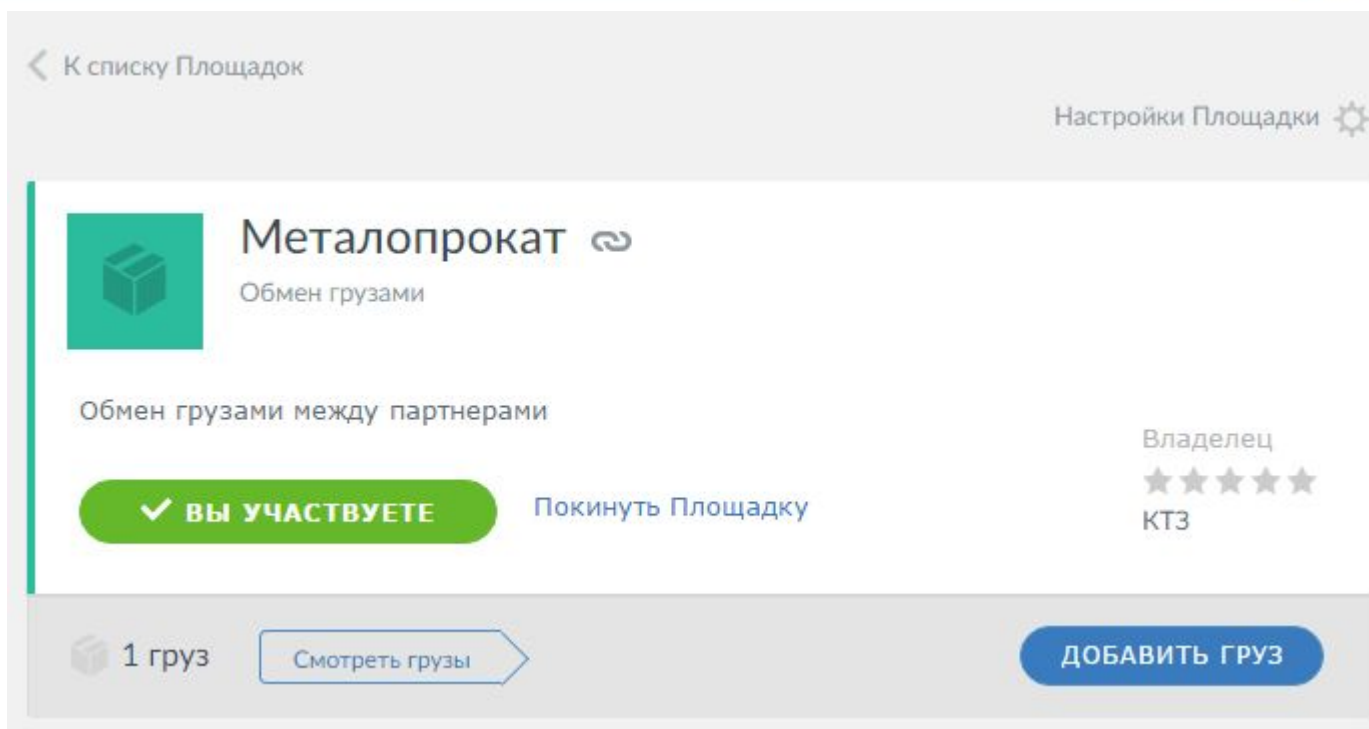 К списку Площадок
Настройки Площадки
Металопрокат
Обмен грузами
Обмен грузами между партнерами
Владелец
ВЫ УЧАСТВУЕТЕ
Покинуть Площадку
КТЗ
1 груз
Смотреть грузы
ДОБАВИТЬ ГРУЗ